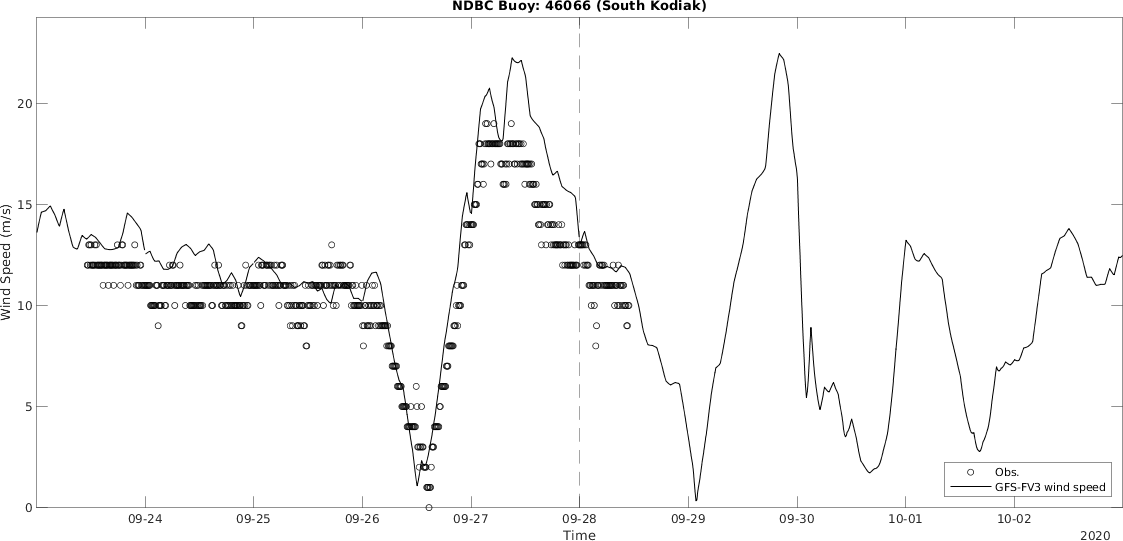 NDBC Buoy: 46066 (South Kodiak)
Wind Speed (m/s)
20
15
10
5
0
09-24 09-25 09-26 09-27 09-28 09-29 09-30 10-01 10-02
Time
2020
Obs.
GFS-FV3 wind speed